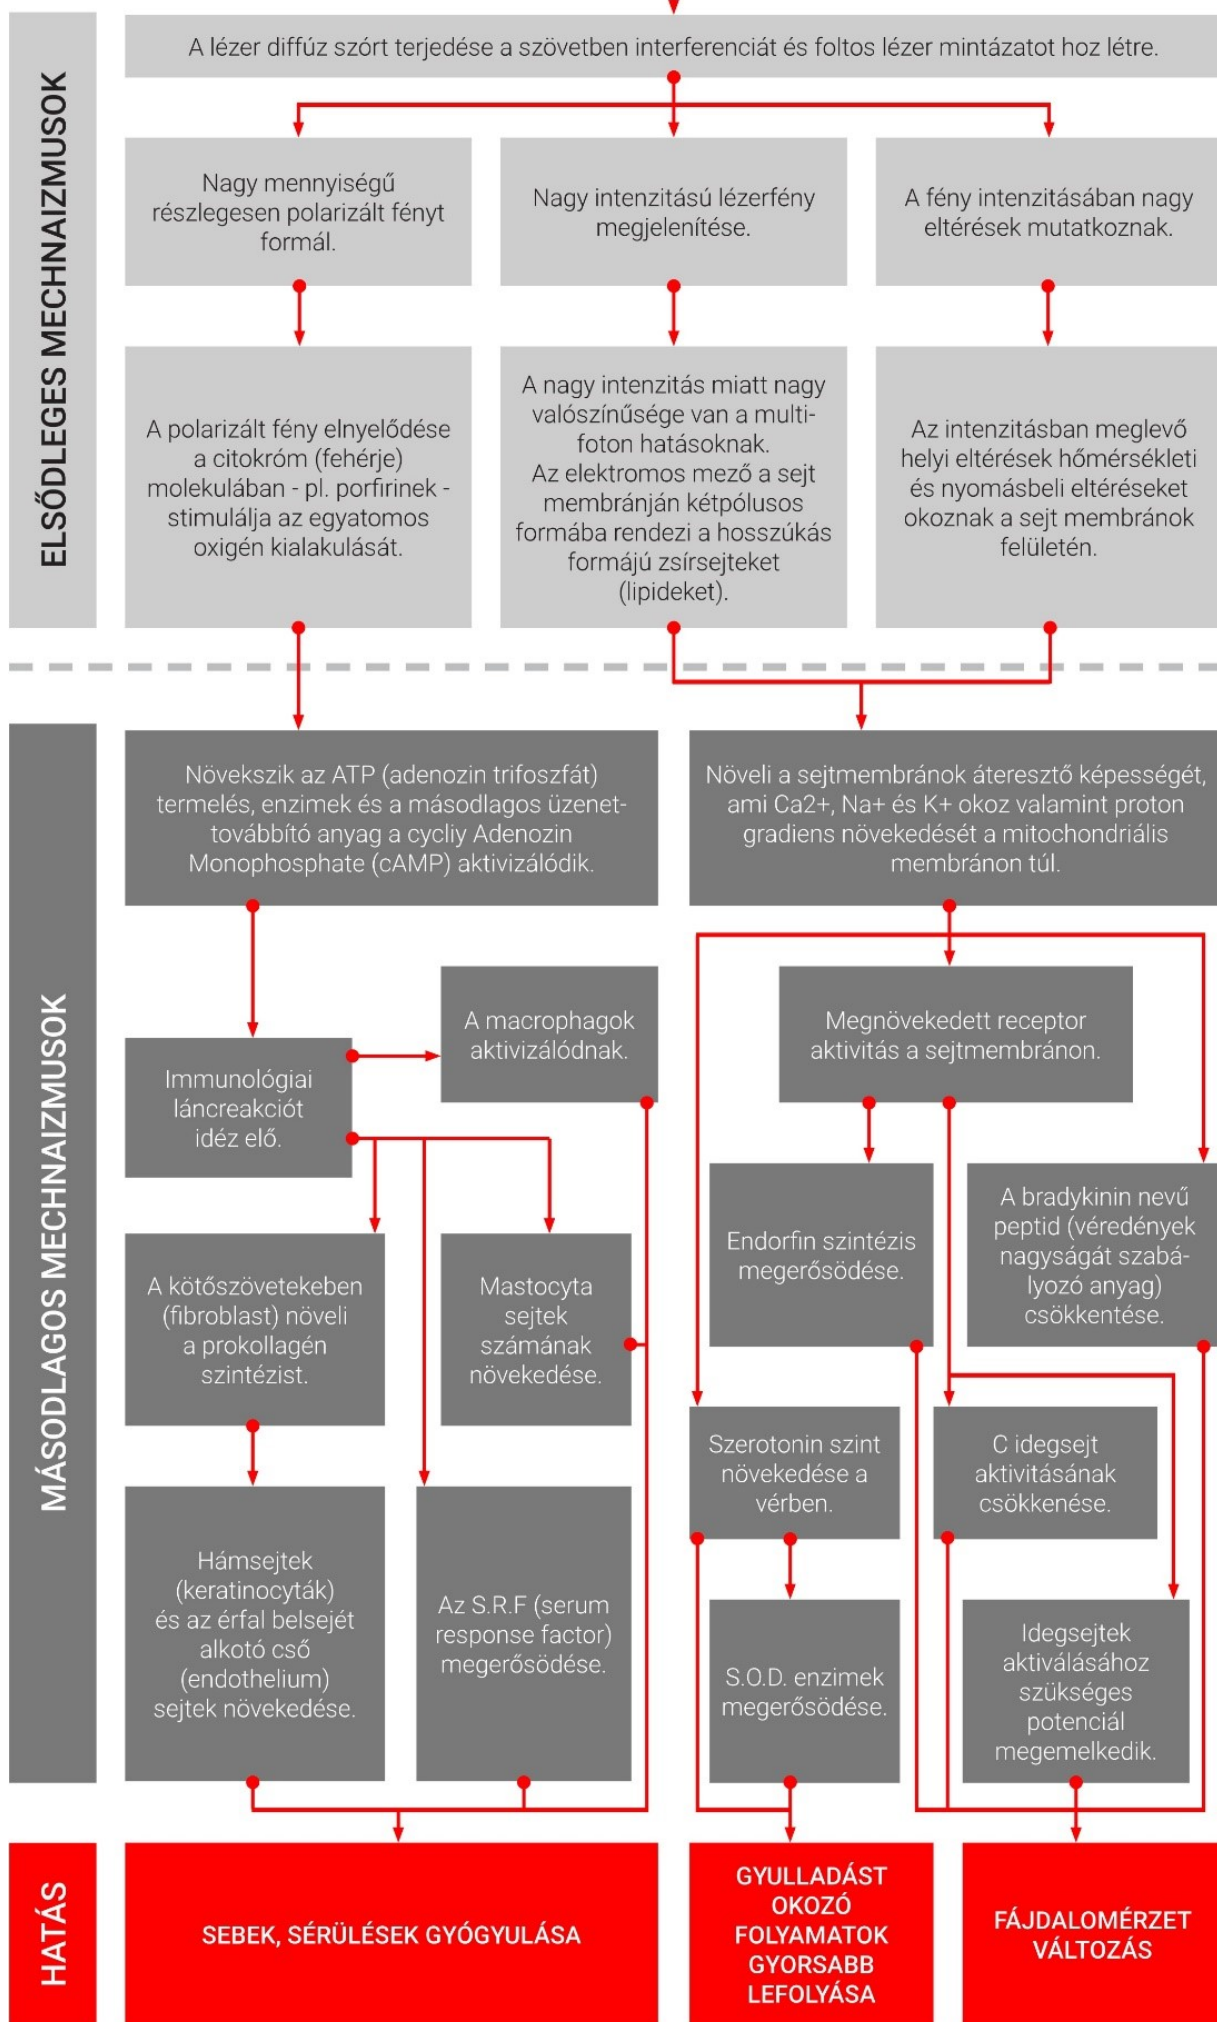 ELSŐDLEGES MECHNAIZMUSOK
A lézer diffúz szórt terjedése a szövetben interferenciát és foltos lézer mintázatot hoz létre.
Nagy mennyiségű
részlegesen polarizált fényt
formál.
Nagy intenzitású lézerfény
megjelenítése.
A fény intenzitásában nagy
eltérések mutatkoznak.
A polarizált fény elnyelődése
a citokróm (fehérje)
molekulában - pl. porfirinek -
stimulálja az egyatomos
oxigén kialakulását.
A nagy intenzitás miatt nagy
valószínűsége van a multi-
foton hatásoknak.
Az elektromos mező a sejt
membránján kétpólusos
formába rendezi a hosszúkás
formájú zsírsejteket
(lipideket).
Az intenzitásban meglevő
helyi eltérések hőmérsékleti
és nyomásbeli eltéréseket
okoznak a sejt membránok
felületén.
MÁSODLAGOS MECHNAIZMUSOK
Növekszik az ATP (adenozin trifoszfát)
termelés, enzimek és a másodlagos üzenet-
továbbító anyag a cycliy Adenozin
Monophosphate (cAMP) aktivizálódik.
Növeli a sejtmembránok áteresztő képességét,
ami Ca2+, Na+ és K+ okoz valamint proton
gradiens növekedését a mitochondriális
membránon túl.
Immunológiai
láncreakciót
idéz elő.
A macrophagok
aktivizálódnak.
Megnövekedett receptor
aktivitás a sejtmembránon.
A kötőszövetekeben
(fibroblast) növeli
a prokollagén
szintézist.
Mastocyta
sejtek
számának
növekedése.
Endorfin szintézis
megerősödése.
A bradykinin nevű
peptid (véredények
nagyságát szabá-
lyozó anyag)
csökkentése.
Szerotonin szint
növekedése a
vérben.
C idegsejt
aktivitásának
csökkenése.
Hámsejtek
(keratinocyták)
és az érfal belsejét
alkotó cső
(endothelium)
sejtek növekedése.
Az S.R.F (serum
response factor)
megerősödése.
S.O.D. enzimek
megerősödése.
Idegsejtek
aktiválásához
szükséges
potenciál
megemelkedik.
HATÁS
SEBEK, SÉRÜLÉSEK GYÓGYULÁSA
GYULLADÁST
OKOZÓ
FOLYAMATOK
GYORSABB
LEFOLYÁSA
FÁJDALOMÉRZET
VÁLTOZÁS